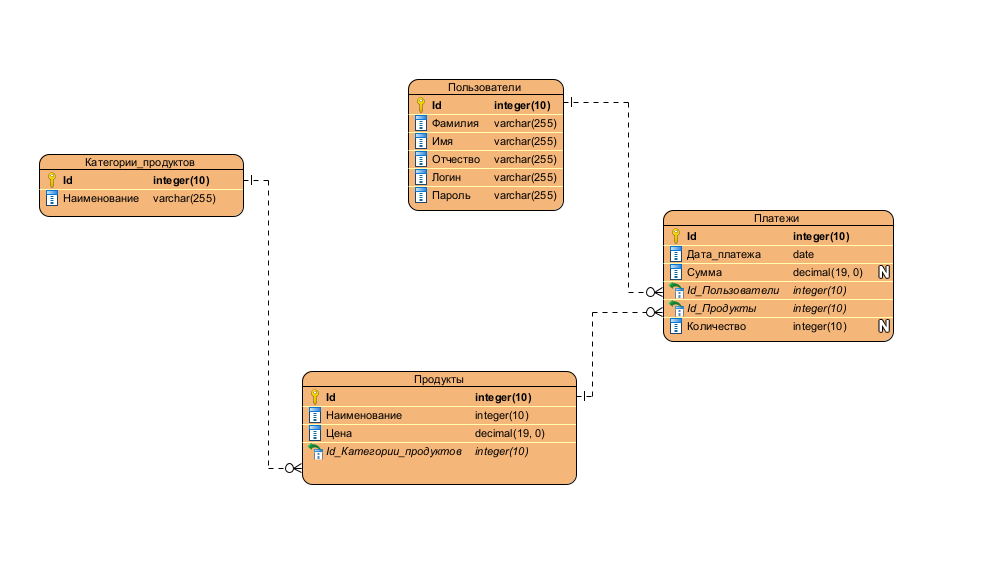 Пользователи
Id integer(10)
Фамилия varchar(255)
Имя varchar(255)
Отчество varchar(255)
Логин varchar(255)
Пароль varchar(255)
Категории_продуктов
Id integer(10)
Наименование varchar(255)
Платежи
Id integer(10)
Дата_платежа date
Сумма decimal(19, 0) N
Id_Пользователи integer(10)
Id_Продукты integer(10)
Количество integer(10) N
Продукты
Id integer(10)
Наименование integer(10)
Цена decimal(19, 0)
Id_Категории_продуктов integer(10)